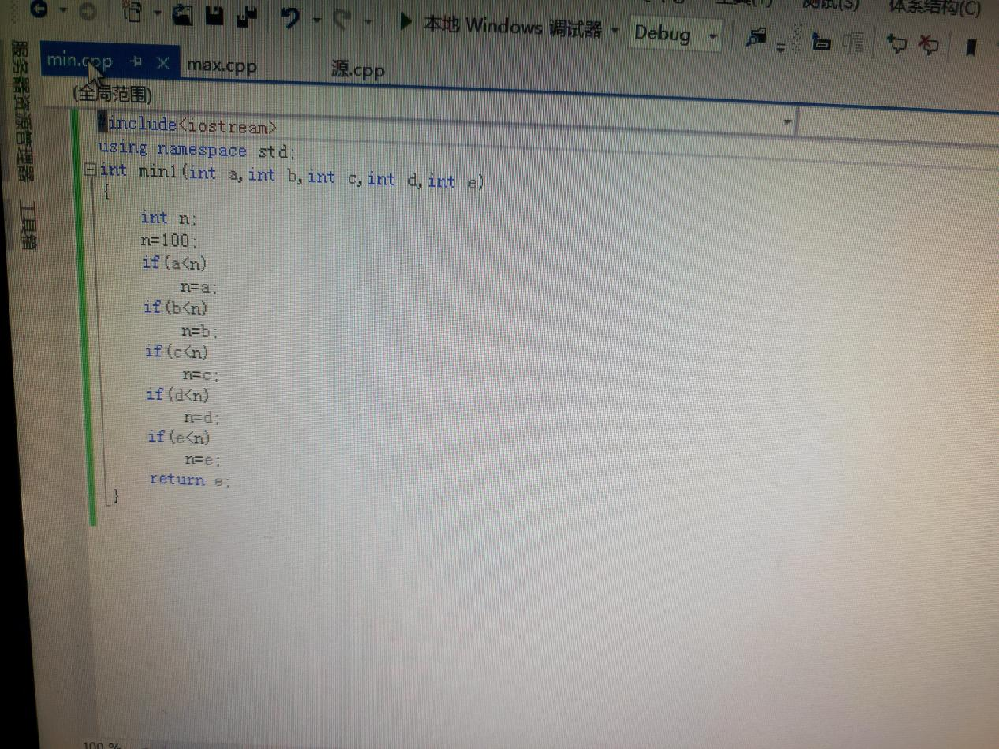 测试(S) 体系结构(C)
本地 Windows 调试器 Debug
min.cpp max.cpp 源.cpp
(全局范围)
服务器资源管理器 工具箱
#include<iostream>
using namespace std;
int min1(int a,int b,int c,int d,int e)
{
int n;
n=100;
if(a<n)
n=a;
if(b<n)
n=b;
if(c<n)
n=c;
if(d<n)
n=d;
if(e<n)
n=e;
return e;
}
100 %